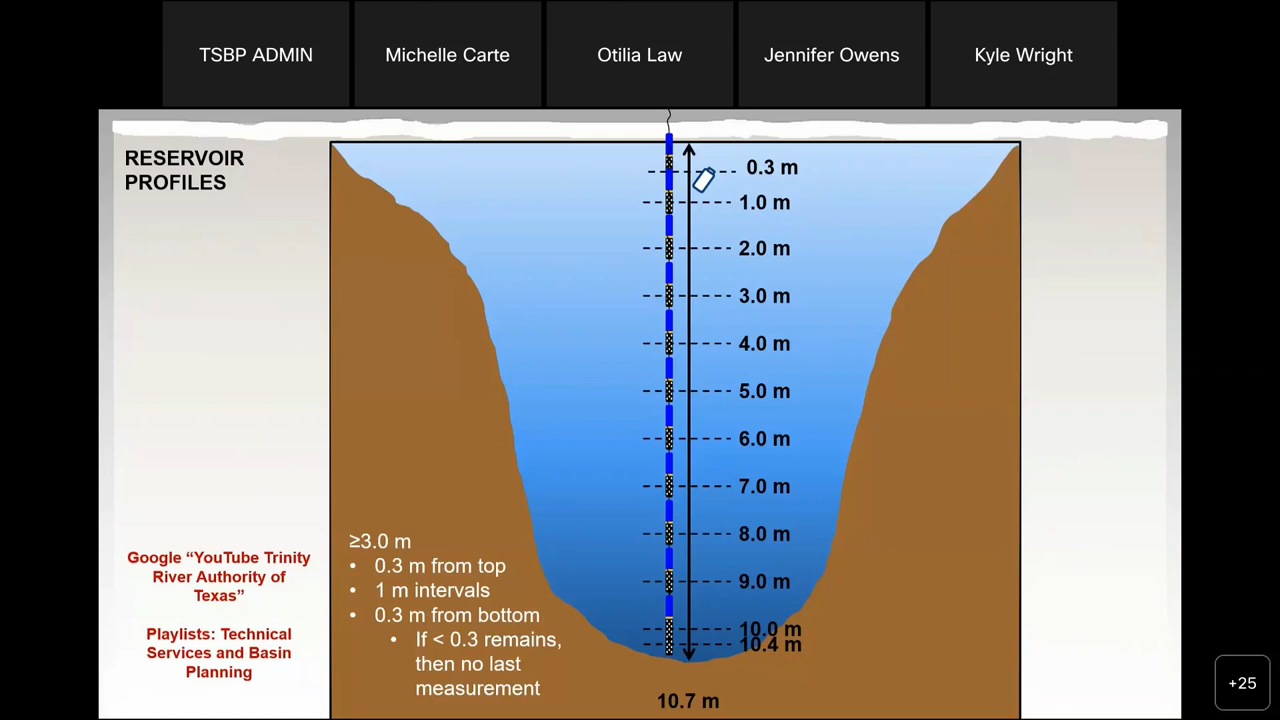 TSBP ADMIN
Michelle Carte
Otilia Law
Jennifer Owens
Kyle Wright
RESERVOIR
PROFILES
0.3 m
1.0 m
2.0 m
3.0 m
4.0 m
5.0 m
6.0 m
7.0 m
8.0 m
9.0 m
10.0 m
10.4 m
10.7 m
≥3.0 m
• 0.3 m from top
• 1 m intervals
• 0.3 m from bottom
• If < 0.3 remains,
then no last
measurement
Google “YouTube Trinity
River Authority of
Texas”
Playlists: Technical
Services and Basin
Planning
+25